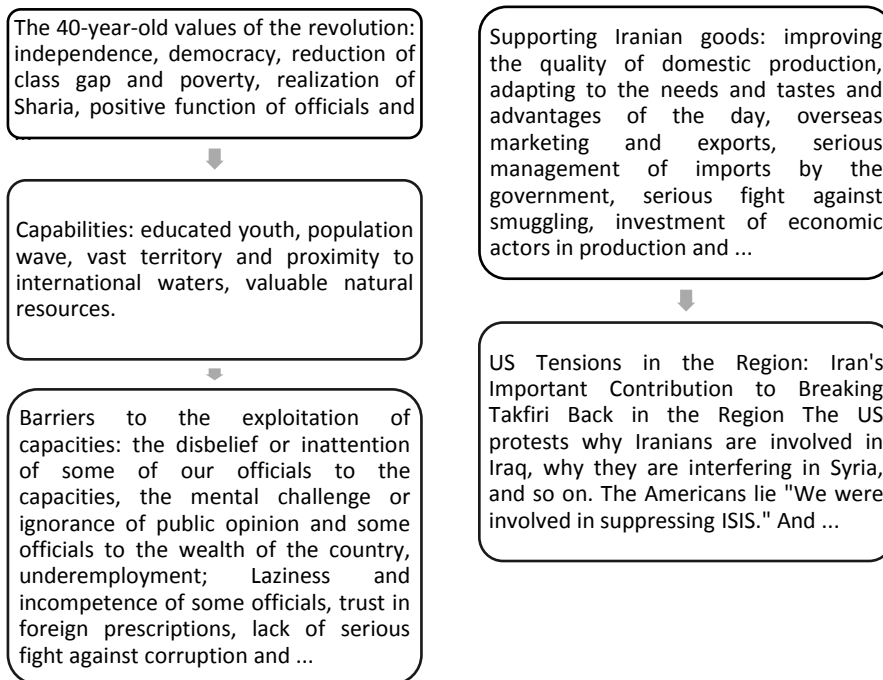 The 40-year-old values of the revolution:
independence, democracy, reduction of
class gap and poverty, realization of
Sharia, positive function of officials and
...
Capabilities: educated youth, population
wave, vast territory and proximity to
international waters, valuable natural
resources.
Barriers to the exploitation of
capacities: the disbelief or inattention
of some of our officials to the
capacities, the mental challenge or
ignorance of public opinion and some
officials to the wealth of the country,
underemployment; Laziness and
incompetence of some officials, trust in
foreign prescriptions, lack of serious
fight against corruption and ...
Supporting Iranian goods: improving
the quality of domestic production,
adapting to the needs and tastes and
advantages of the day, overseas
marketing and exports, serious
management of imports by the
government, serious fight against
smuggling, investment of economic
actors in production and ...
US Tensions in the Region: Iran's
Important Contribution to Breaking
Takfiri Back in the Region The US
protests why Iranians are involved in
Iraq, why they are interfering in Syria,
and so on. The Americans lie "We were
involved in suppressing ISIS." And ...